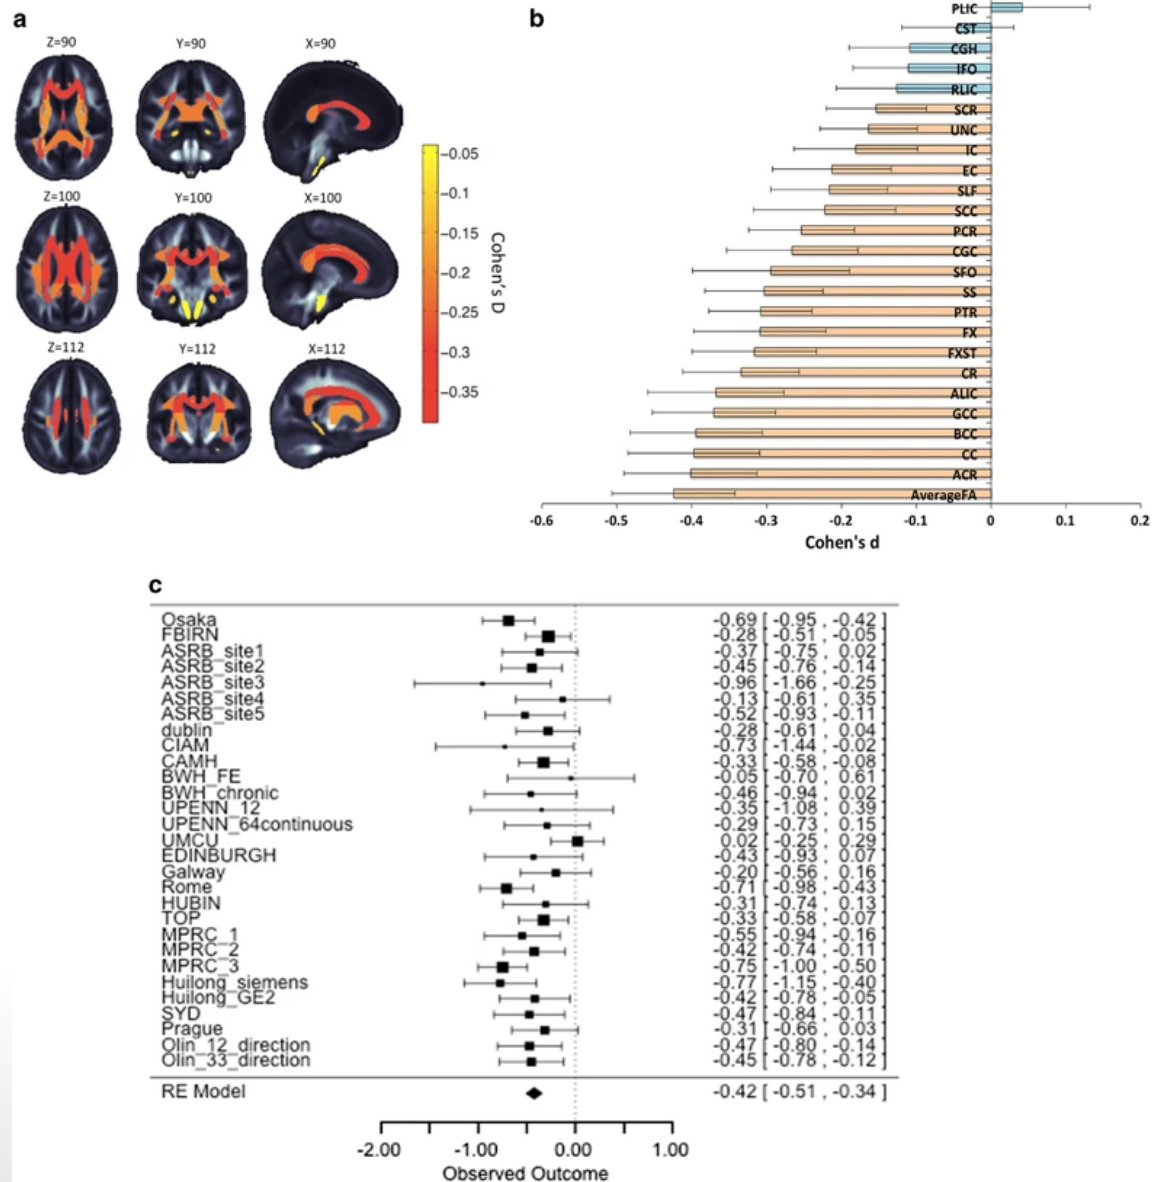 a
Z=90 Y=90 X=90
Z=100 Y=100 X=100
Z=112 Y=112 X=112
−0.05
−0.1
−0.15
−0.2
−0.25
−0.3
−0.35
Cohen's D
b
PLIC
CST
CGH
IFO
RLIC
SCR
UNC
IC
EC
SLF
SCC
PCR
CGC
SFO
SS
PTR
FX
FXST
CR
ALIC
GCC
BCC
CC
ACR
AverageFA
-0.6 -0.5 -0.4 -0.3 -0.2 -0.1 0 0.1 0.2
Cohen's d
c
Osaka -0.69 [ -0.95 , -0.42 ]
FBIRN -0.28 [ -0.51 , -0.05 ]
ASRB_site1 -0.37 [ -0.75 , 0.02 ]
ASRB_site2 -0.45 [ -0.76 , -0.14 ]
ASRB_site3 -0.96 [ -1.66 , -0.25 ]
ASRB_site4 -0.13 [ -0.61 , 0.35 ]
ASRB_site5 -0.52 [ -0.93 , -0.11 ]
dublin -0.28 [ -0.61 , 0.04 ]
CIAM -0.73 [ -1.44 , -0.02 ]
CAMH -0.33 [ -0.58 , -0.08 ]
BWH_FE -0.05 [ -0.70 , 0.61 ]
BWH_chronic -0.46 [ -0.94 , 0.02 ]
UPENN_12 -0.35 [ -1.08 , 0.39 ]
UPENN_64continuous -0.29 [ -0.73 , 0.15 ]
UMCU 0.02 [ -0.25 , 0.29 ]
EDINBURGH -0.43 [ -0.93 , 0.07 ]
Galway -0.20 [ -0.56 , 0.16 ]
Rome -0.71 [ -0.98 , -0.43 ]
HUBIN -0.31 [ -0.74 , 0.13 ]
TOP -0.33 [ -0.58 , -0.07 ]
MPRC_1 -0.55 [ -0.94 , -0.16 ]
MPRC_2 -0.42 [ -0.74 , -0.11 ]
MPRC_3 -0.75 [ -1.00 , -0.50 ]
Huilong_siemens -0.77 [ -1.15 , -0.40 ]
Huilong_GE2 -0.42 [ -0.78 , -0.05 ]
SYD -0.47 [ -0.84 , -0.11 ]
Prague -0.31 [ -0.66 , 0.03 ]
Olin_12_direction -0.47 [ -0.80 , -0.14 ]
Olin_33_direction -0.45 [ -0.78 , -0.12 ]
RE Model -0.42 [ -0.51 , -0.34 ]
-2.00 -1.00 0.00 1.00
Observed Outcome